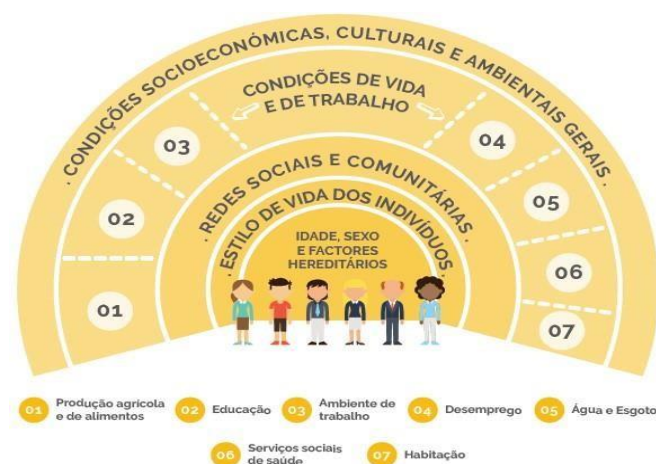 · CONDIÇÕES SOCIOECONÓMICAS, CULTURAIS E AMBIENTAIS GERAIS ·
CONDIÇÕES DE VIDA
E DE TRABALHO
· REDES SOCIAIS E COMUNITÁRIAS ·
· ESTILO DE VIDA DOS INDIVÍDUOS ·
IDADE, SEXO
E FACTORES
HEREDITÁRIOS
01
02
03
04
05
06
07
01 Produção agrícola
e de alimentos
02 Educação
03 Ambiente de
trabalho
04 Desemprego
05 Água e Esgoto
06 Serviços sociais
de saúde
07 Habitação